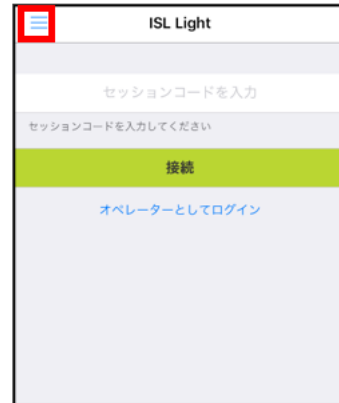 ISL Light
セッションコードを入力
セッションコードを入力してください
接続
オペレーターとしてログイン